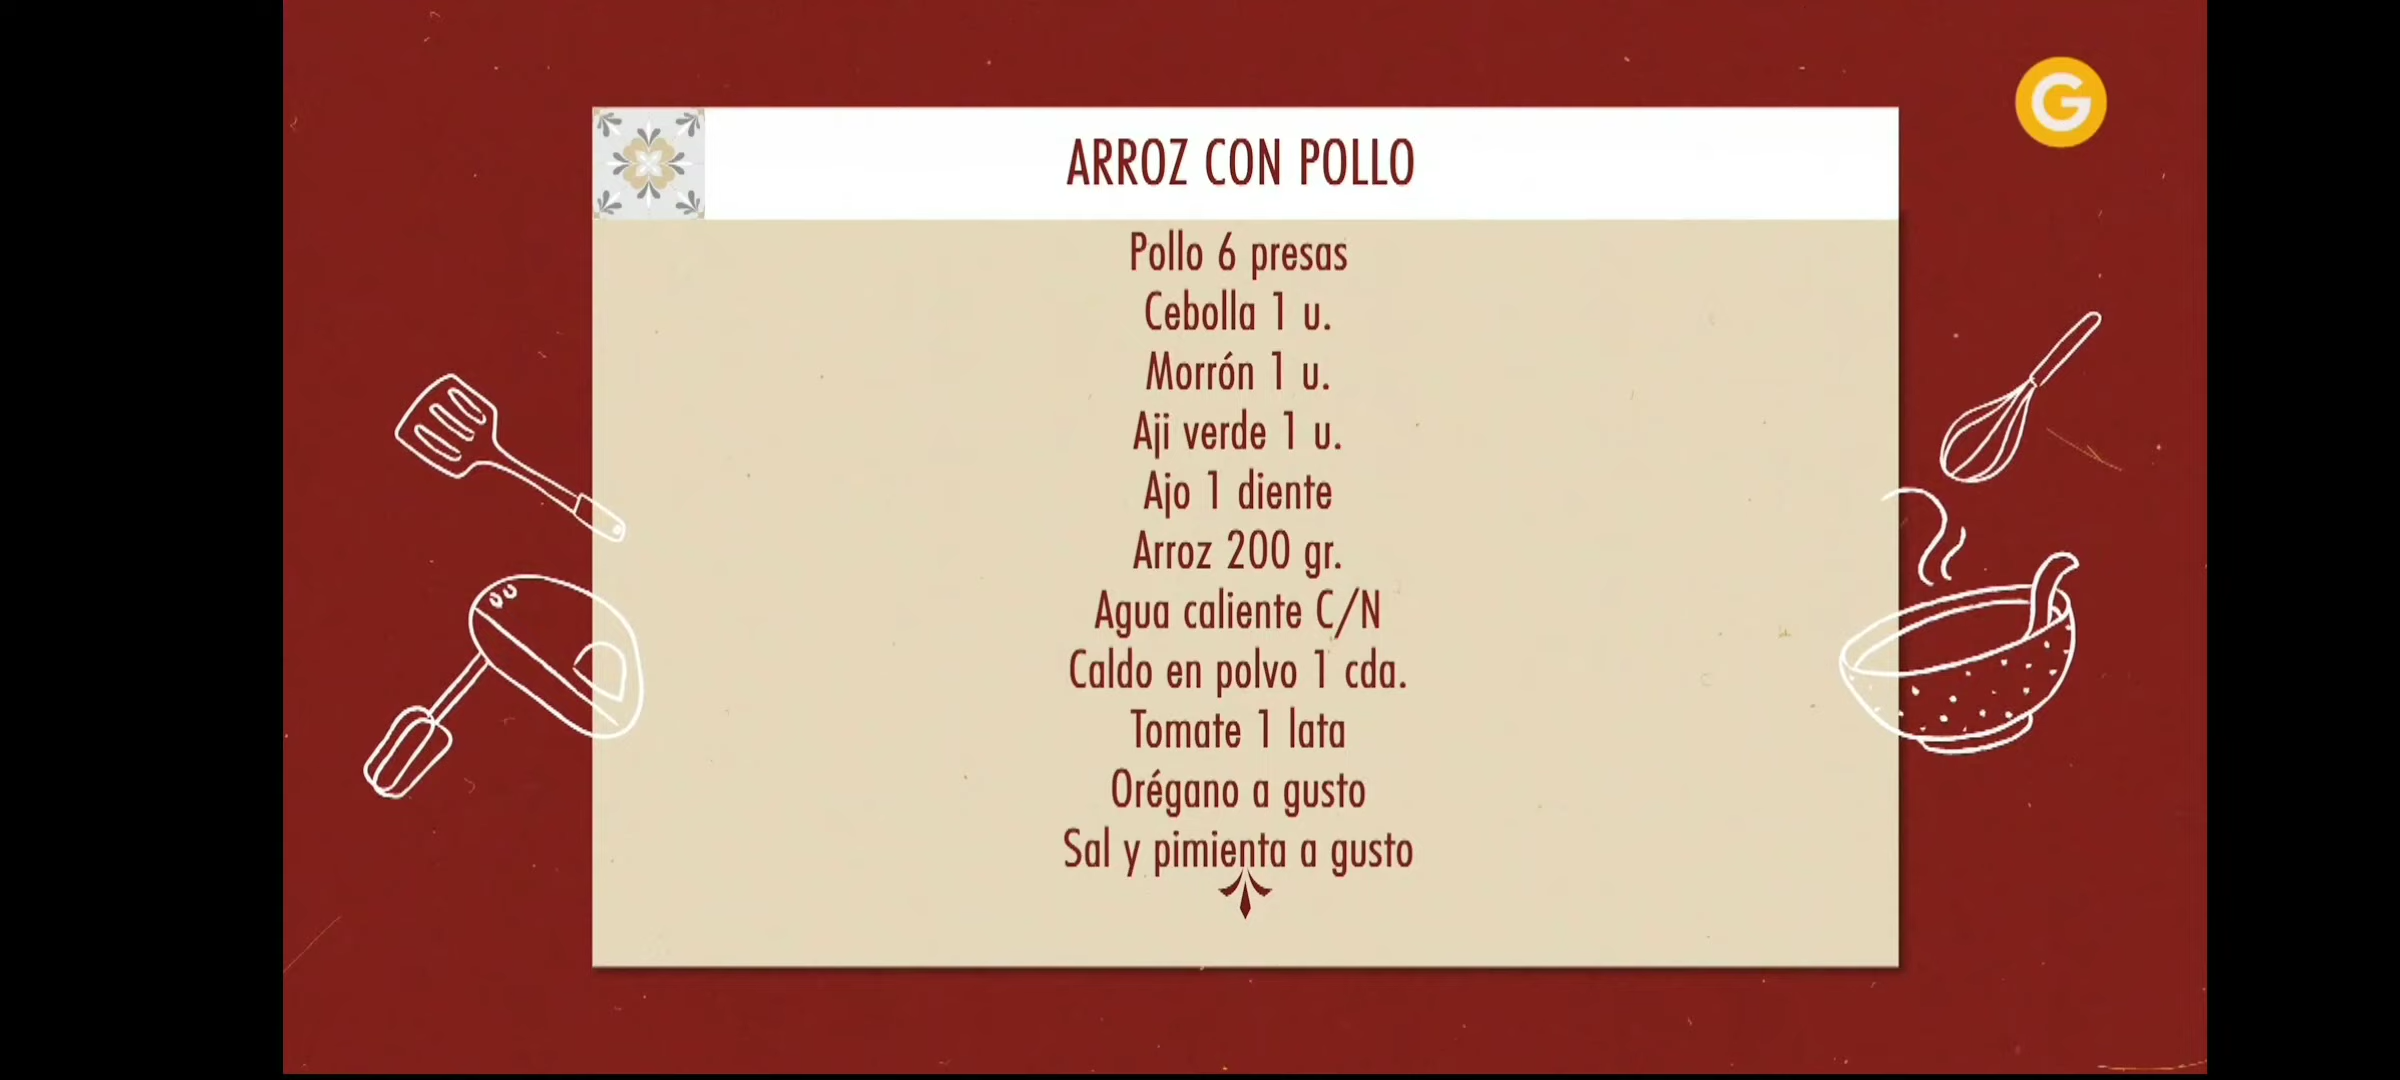 G
ARROZ CON POLLO
Pollo 6 presas
Cebolla 1 u.
Morrón 1 u.
Aji verde 1 u.
Ajo 1 diente
Arroz 200 gr.
Agua caliente C/N
Caldo en polvo 1 cda.
Tomate 1 lata
Orégano a gusto
Sal y pimienta a gusto